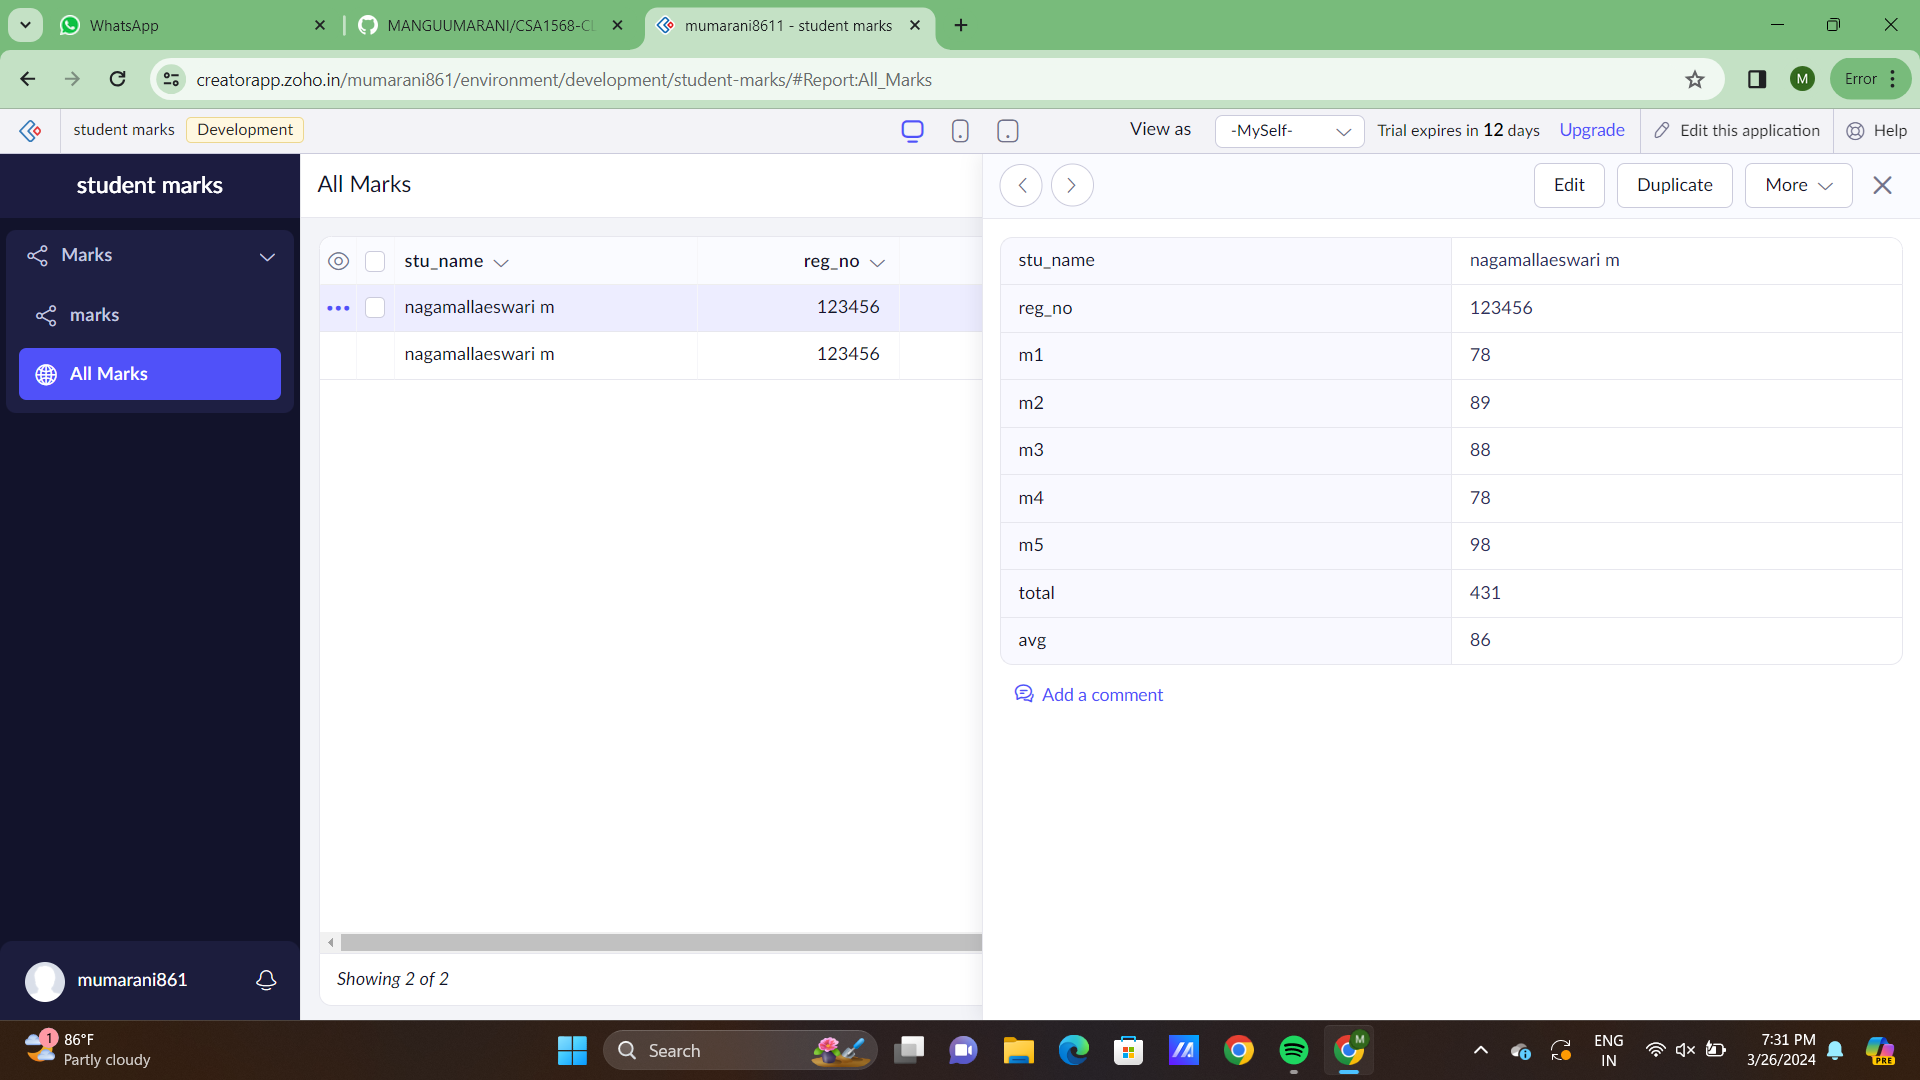 WhatsApp
MANGUUMARANI/CSA1568-CL
mumarani8611 - student marks
creatorapp.zoho.in/mumarani861/environment/development/student-marks/#Report:All_Marks
M
Error
student marks
Development
View as
-MySelf-
Trial expires in 12 days
Upgrade
Edit this application
Help
student marks
Marks
marks
All Marks
mumarani861
All Marks
stu_name
reg_no
nagamallaeswari m
123456
nagamallaeswari m
123456
Showing 2 of 2
Edit
Duplicate
More
stu_name
nagamallaeswari m
reg_no
123456
m1
78
m2
89
m3
88
m4
78
m5
98
total
431
avg
86
Add a comment
1
86°F
Partly cloudy
Search
M
ENG
IN
7:31 PM
3/26/2024
PRE